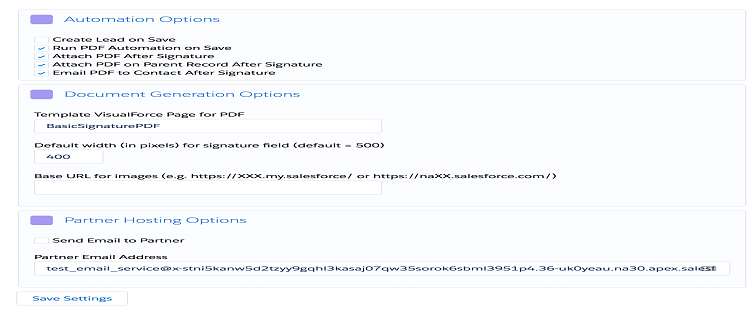 Automation Options
Create Lead on Save
Run PDF Automation on Save
Attach PDF After Signature
Attach PDF on Parent Record After Signature
Email PDF to Contact After Signature
Document Generation Options
Template VisualForce Page for PDF
BasicSignaturePDF
Default width (in pixels) for signature field (default = 500)
400
Base URL for images (e.g. https://XXX.my.salesforce/ or https://naXX.salesforce.com/)
Partner Hosting Options
Send Email to Partner
Partner Email Address
test_email_service@x-stni5kanw5d2tzyy9gqhl3kasaj07qw35sorok6sbml3951p4.36-uk0yeau.na30.apex.salesf
Save Settings